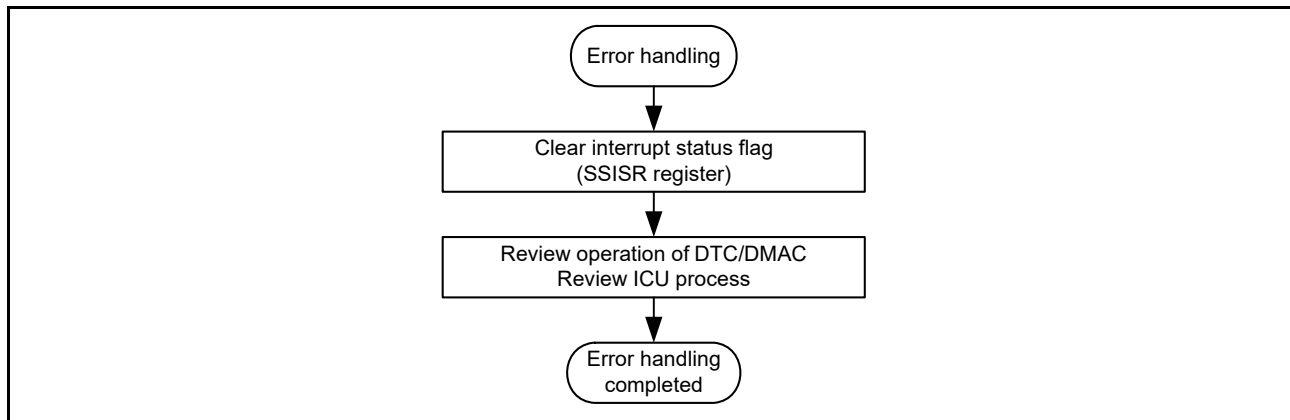 Error handling
Clear interrupt status flag
(SSISR register)
Review operation of DTC/DMAC
Review ICU process
Error handling
completed